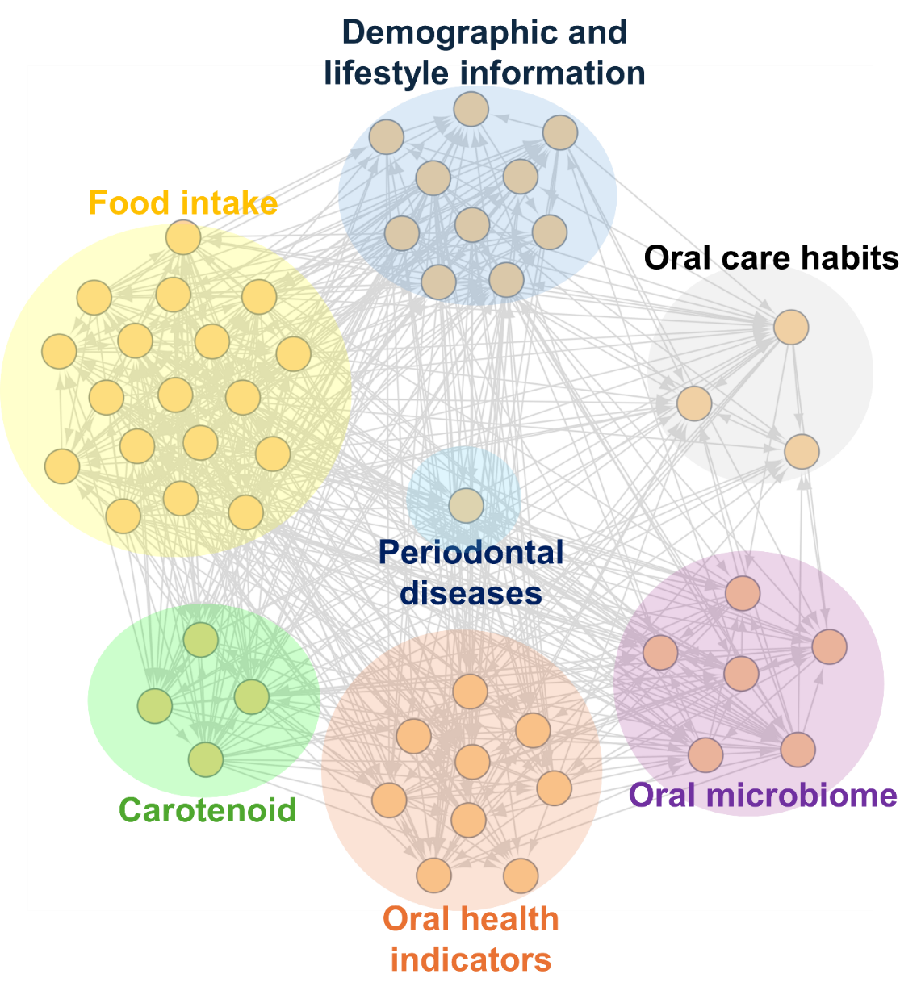 Demographic and
lifestyle information
Food intake
Oral care habits
Periodontal
diseases
Carotenoid
Oral microbiome
Oral health
indicators